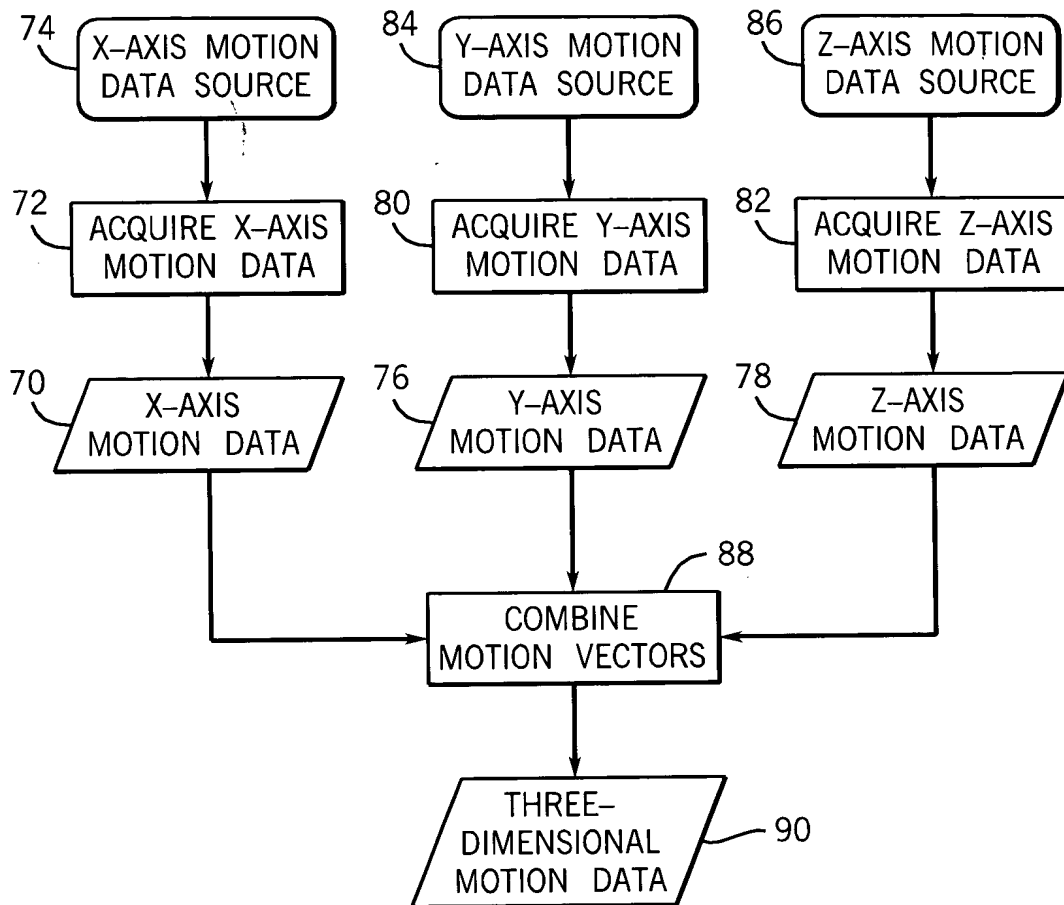 74
X-AXIS MOTION
DATA SOURCE
84
Y-AXIS MOTION
DATA SOURCE
86
Z-AXIS MOTION
DATA SOURCE
72
ACQUIRE X-AXIS
MOTION DATA
80
ACQUIRE Y-AXIS
MOTION DATA
82
ACQUIRE Z-AXIS
MOTION DATA
70
X-AXIS
MOTION DATA
76
Y-AXIS
MOTION DATA
78
Z-AXIS
MOTION DATA
88
COMBINE
MOTION VECTORS
THREE-
DIMENSIONAL
MOTION DATA
90